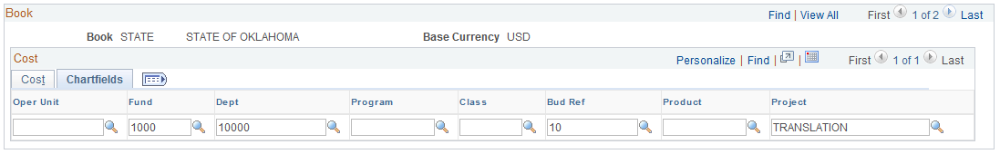 Book Find | View All First 1 of 2 Last
Book STATE STATE OF OKLAHOMA Base Currency USD
Cost Personalize | Find | | First 1 of 1 Last
Cost Chartfields
Oper Unit Fund Dept Program Class Bud Ref Product Project
1000 10000 10 TRANSLATION